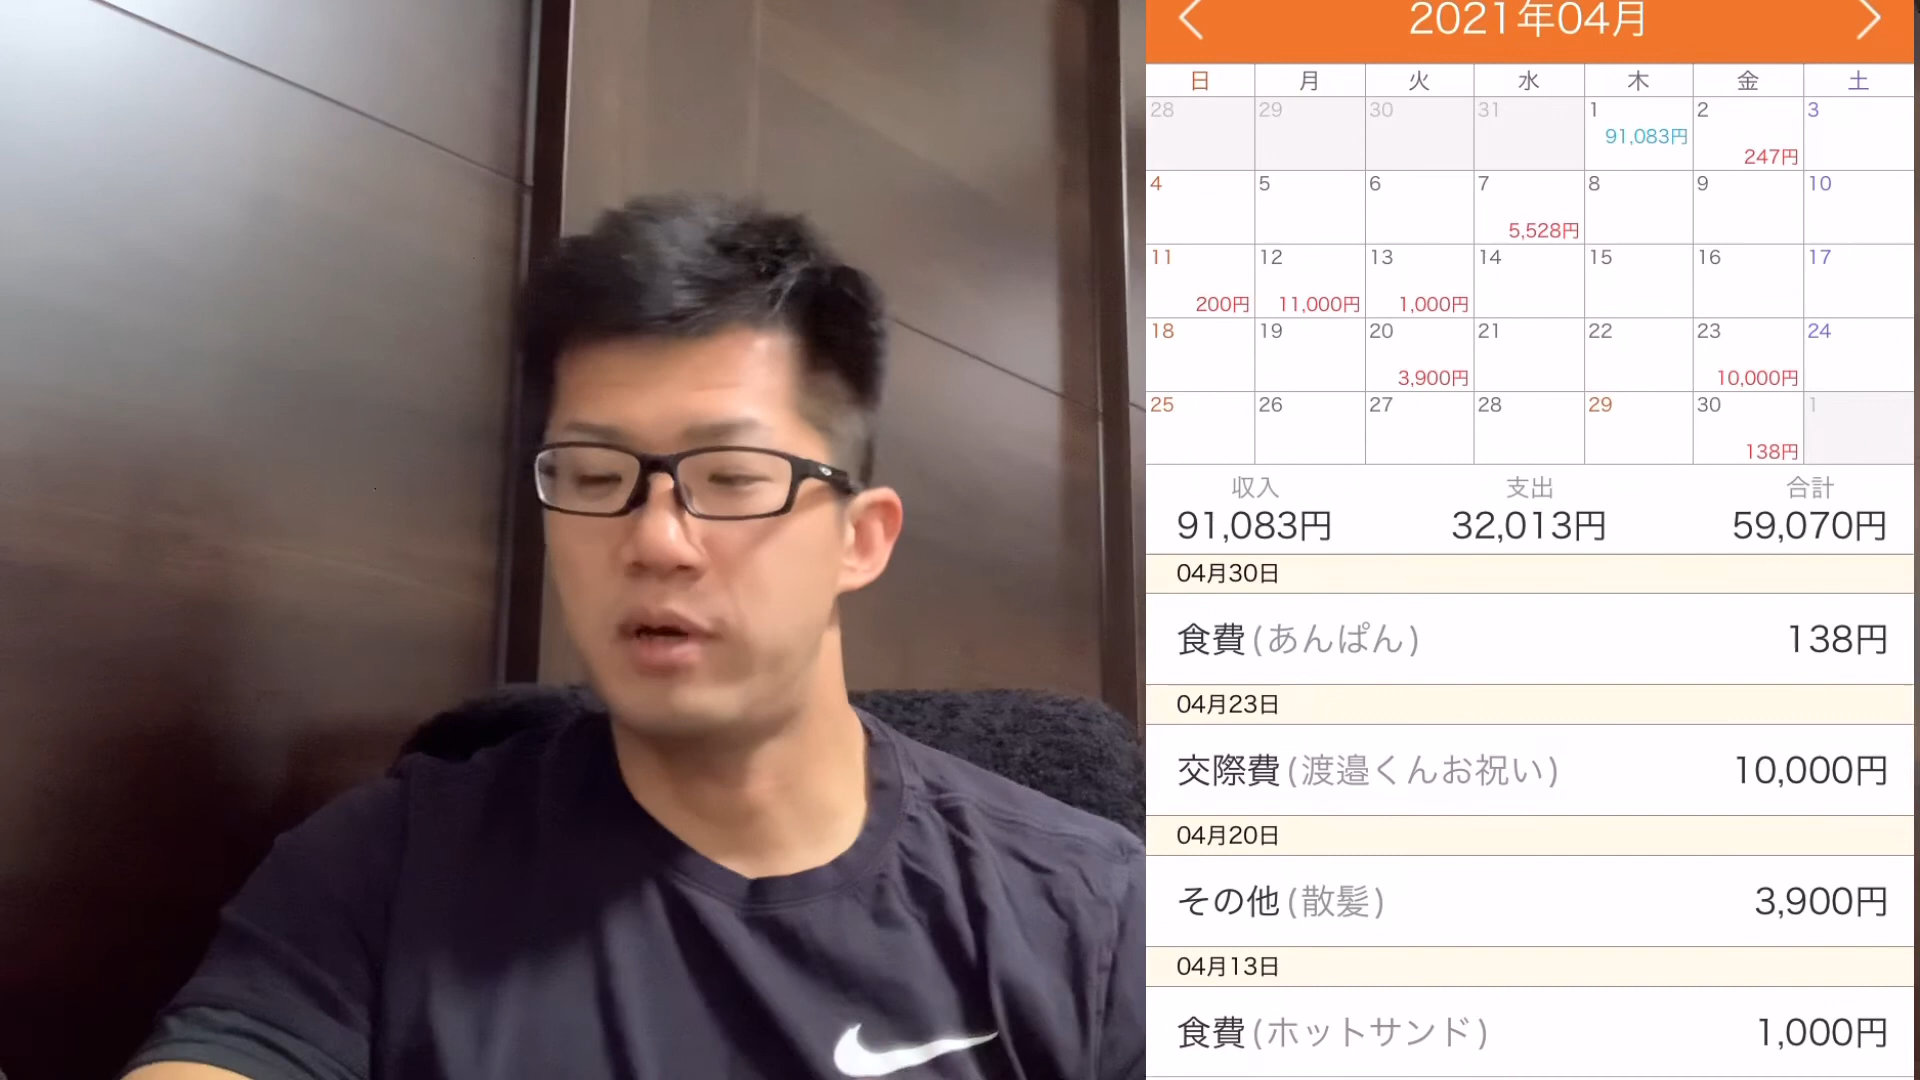 2021年04月
日 月 火 水 木 金 土
28 29 30 31 1 2 3
91,083円
247円
4 5 6 7 8 9 10
5,528円
11 12 13 14 15 16 17
200円 11,000円 1,000円
18 19 20 21 22 23 24
3,900円 10,000円
25 26 27 28 29 30 1
138円
収入 支出 合計
91,083円 32,013円 59,070円
04月30日
食費(あんぱん) 138円
04月23日
交際費(渡邉くんお祝い) 10,000円
04月20日
その他(散髪) 3,900円
04月13日
食費(ホットサンド) 1,000円